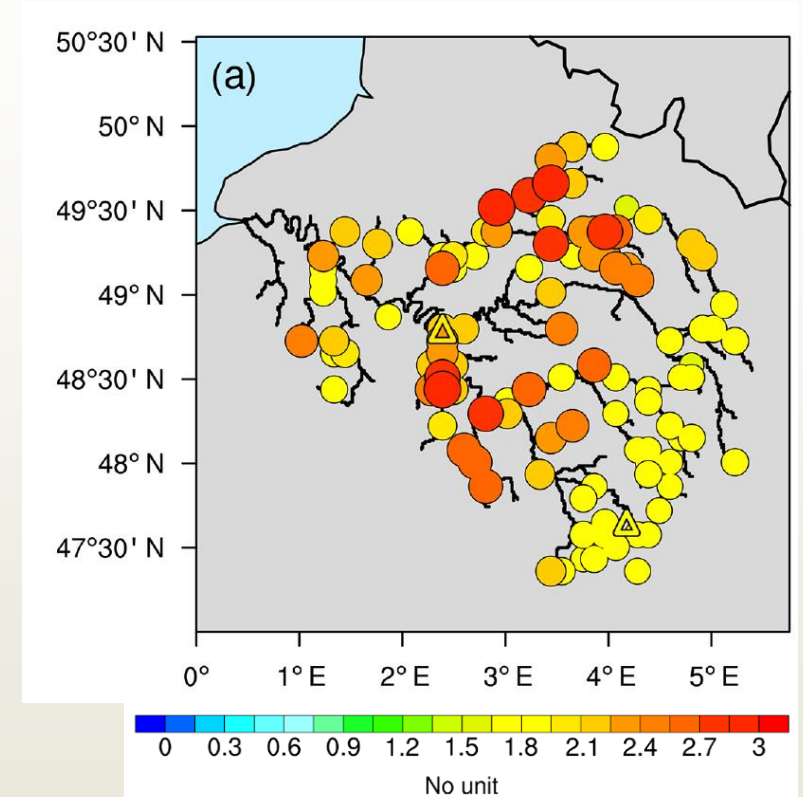 50°30' N
(a)
50° N
49°30' N
49° N
48°30' N
48° N
47°30' N
0° 1° E 2° E 3° E 4° E 5° E
0 0.3 0.6 0.9 1.2 1.5 1.8 2.1 2.4 2.7 3
No unit